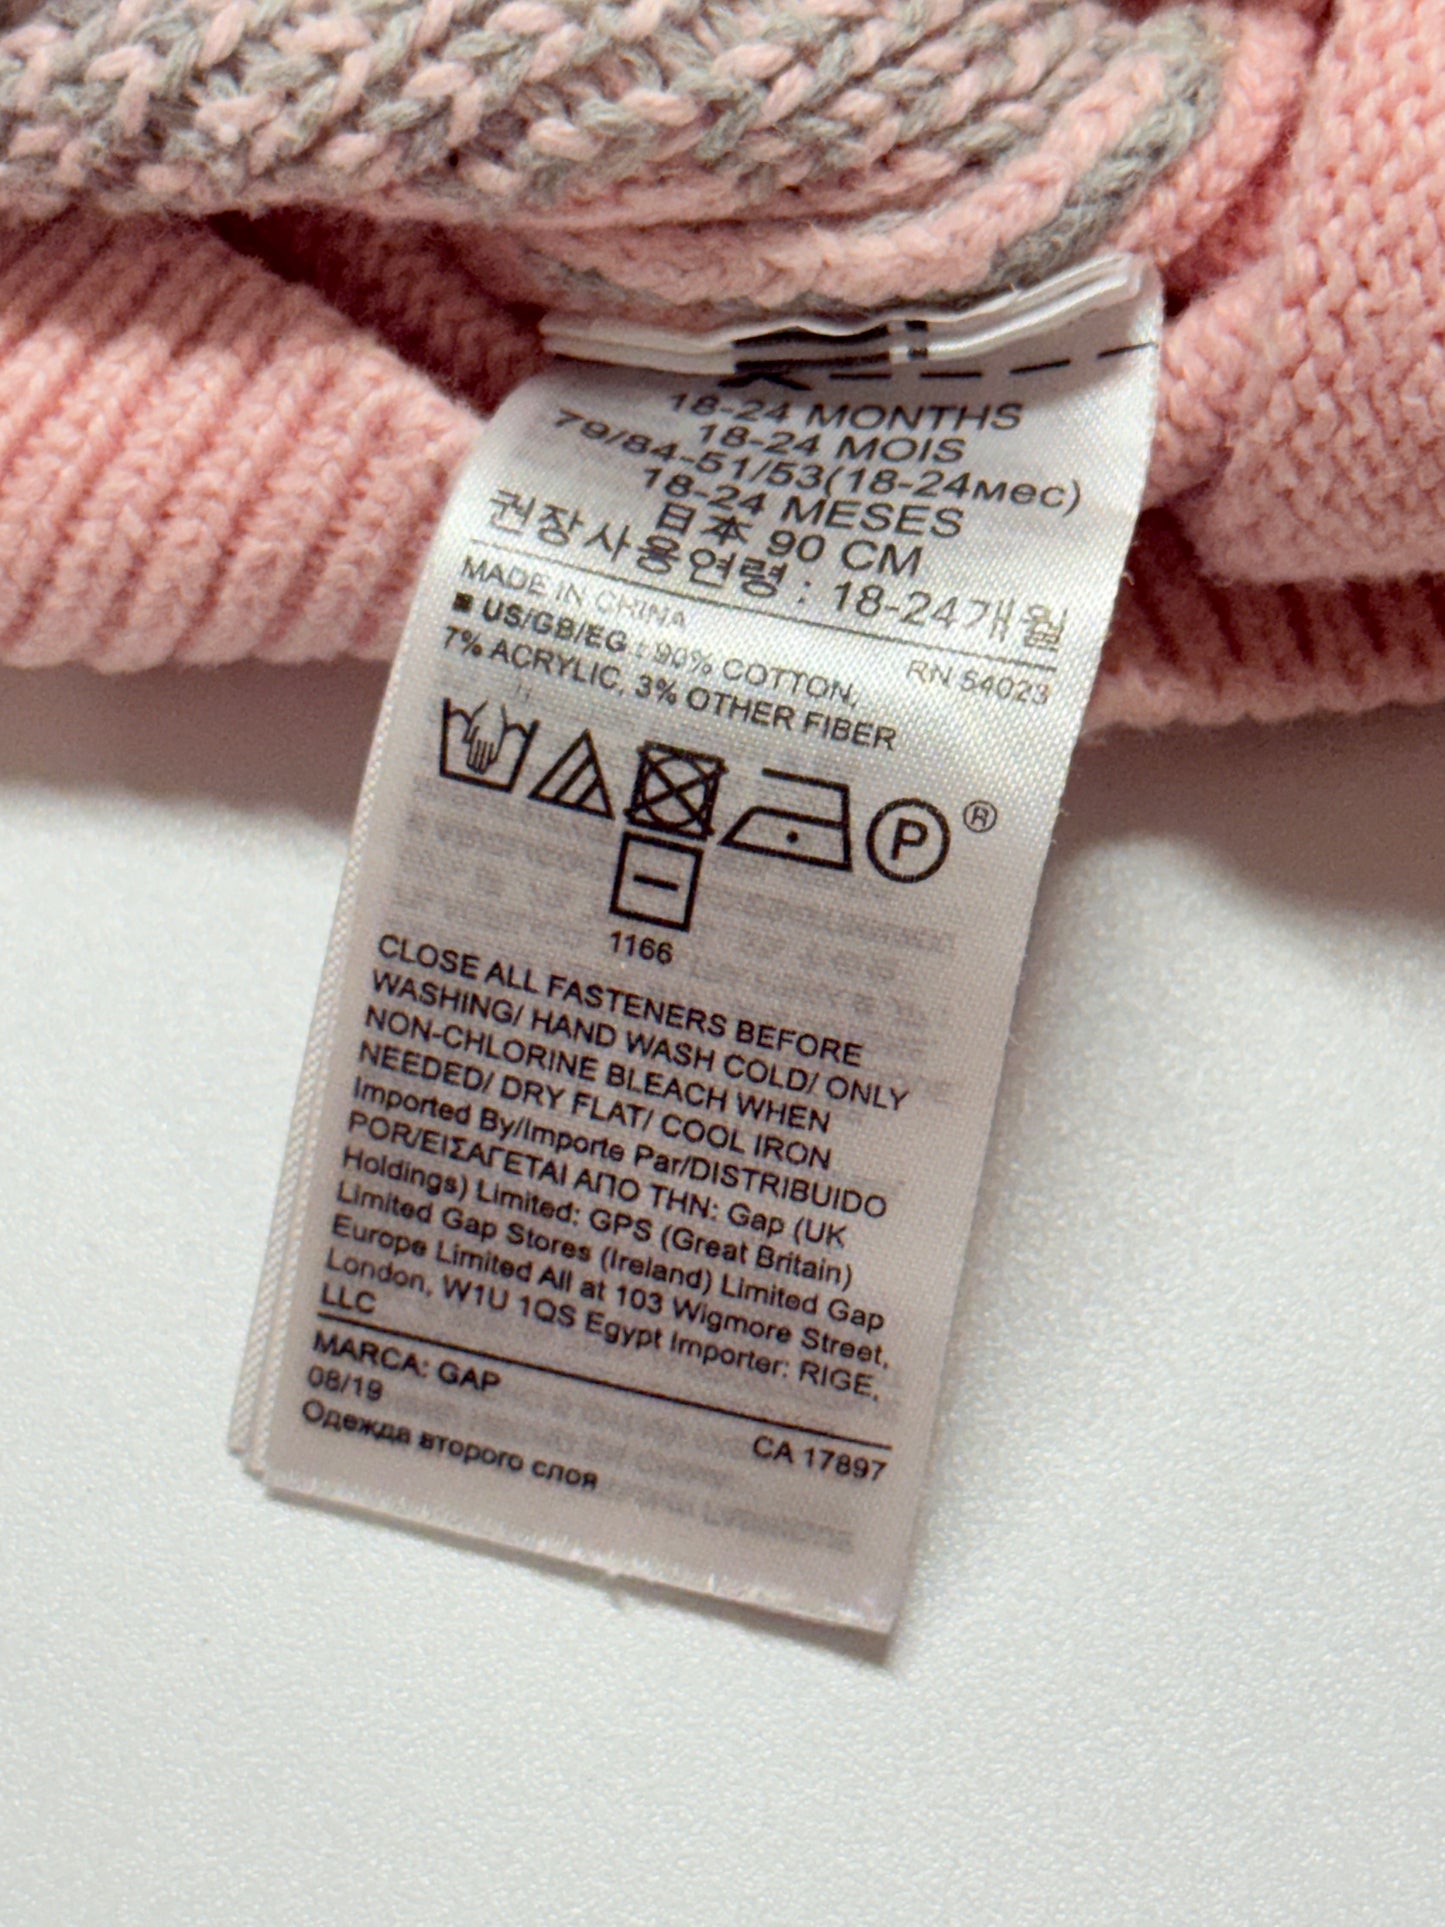 18-24 MONTHS
18-24 MOIS
79/84-51/53(18-24мес)
18-24 MESES
日本 90 CM
권장사용연령 : 18-24개월
MADE IN CHINA
RN 54023
■ US/GB/EG : 90% COTTON,
7% ACRYLIC, 3% OTHER FIBER
P ®
1166
CLOSE ALL FASTENERS BEFORE
WASHING/ HAND WASH COLD/ ONLY
NON-CHLORINE BLEACH WHEN
NEEDED/ DRY FLAT/ COOL IRON
Imported By/Importe Par/DISTRIBUIDO
POR/ΕΙΣΑΓΕΤΑΙ ΑΠΟ ΤΗΝ: Gap (UK
Holdings) Limited: GPS (Great Britain)
Limited Gap Stores (Ireland) Limited Gap
Europe Limited All at 103 Wigmore Street,
London, W1U 1QS Egypt Importer: RIGE,
LLC
MARCA: GAP
08/19
CA 17897
Одежда второго слоя